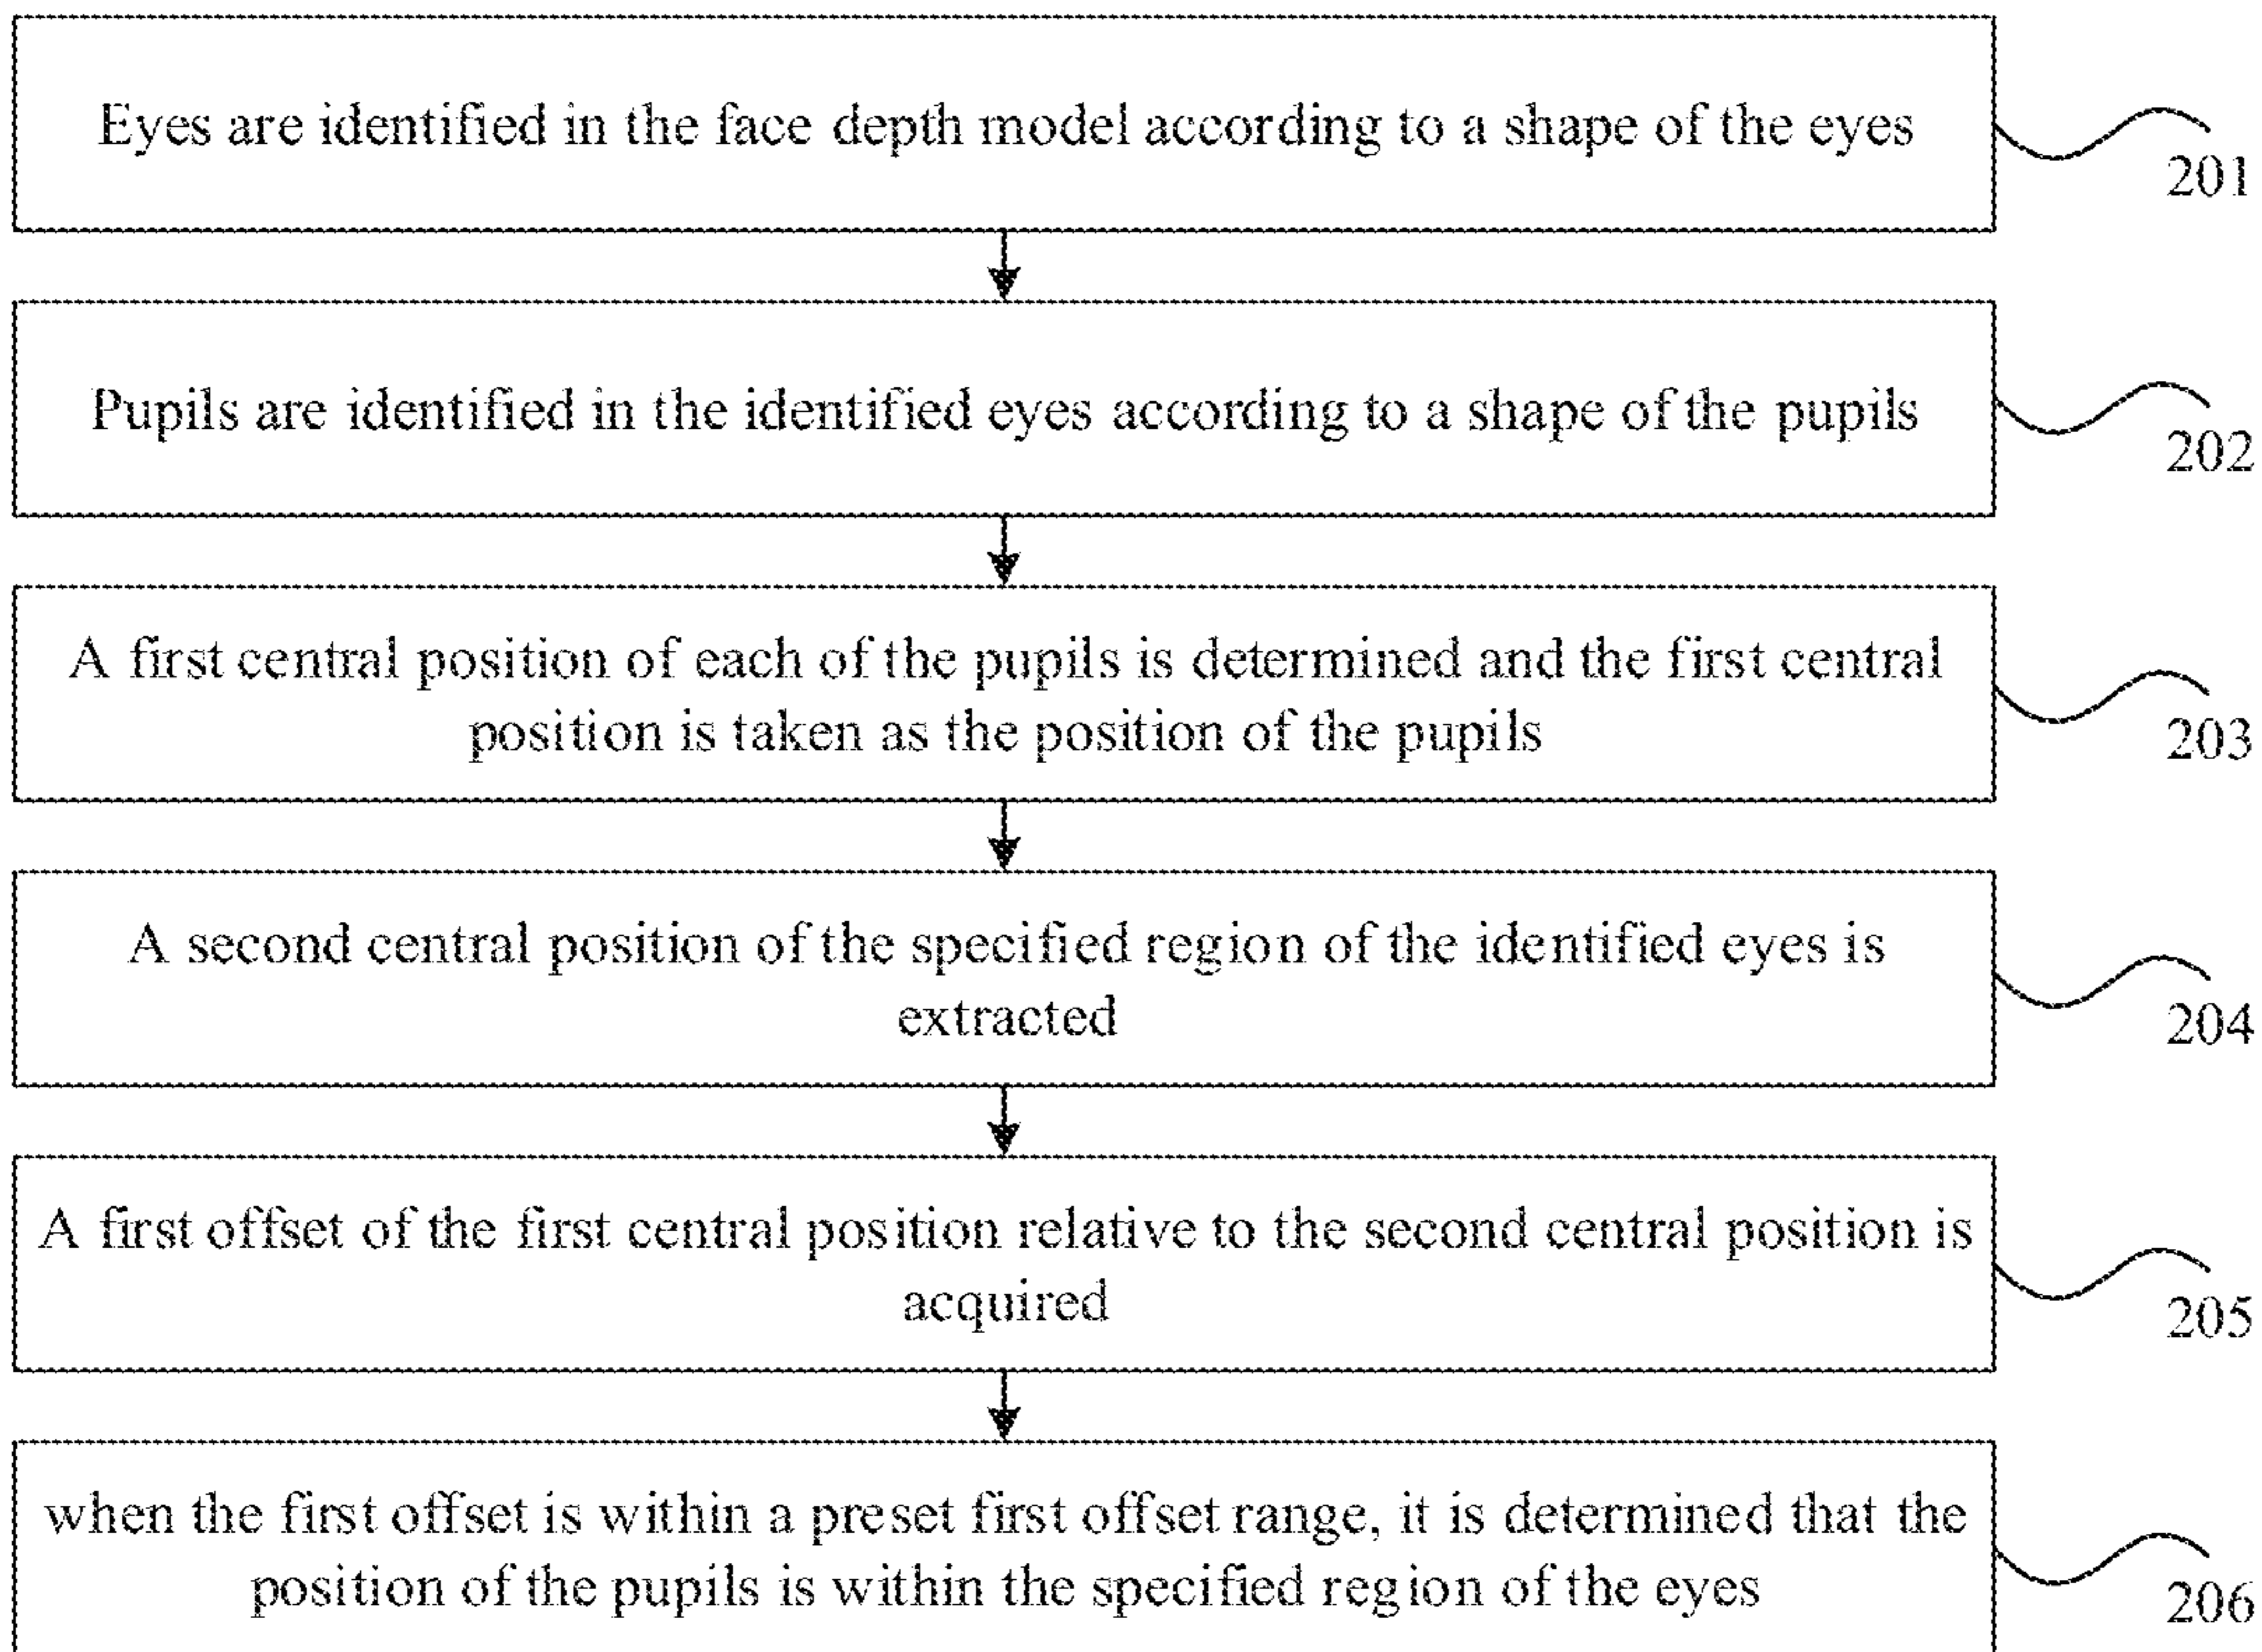 Eyes are identified in the face depth model according to a shape of the eyes
201
Pupils are identified in the identified eyes according to a shape of the pupils
202
A first central position of each of the pupils is determined and the first central
position is taken as the position of the pupils
203
A second central position of the specified region of the identified eyes is
extracted
204
A first offset of the first central position relative to the second central position is
acquired
205
when the first offset is within a preset first offset range, it is determined that the
position of the pupils is within the specified region of the eyes
206